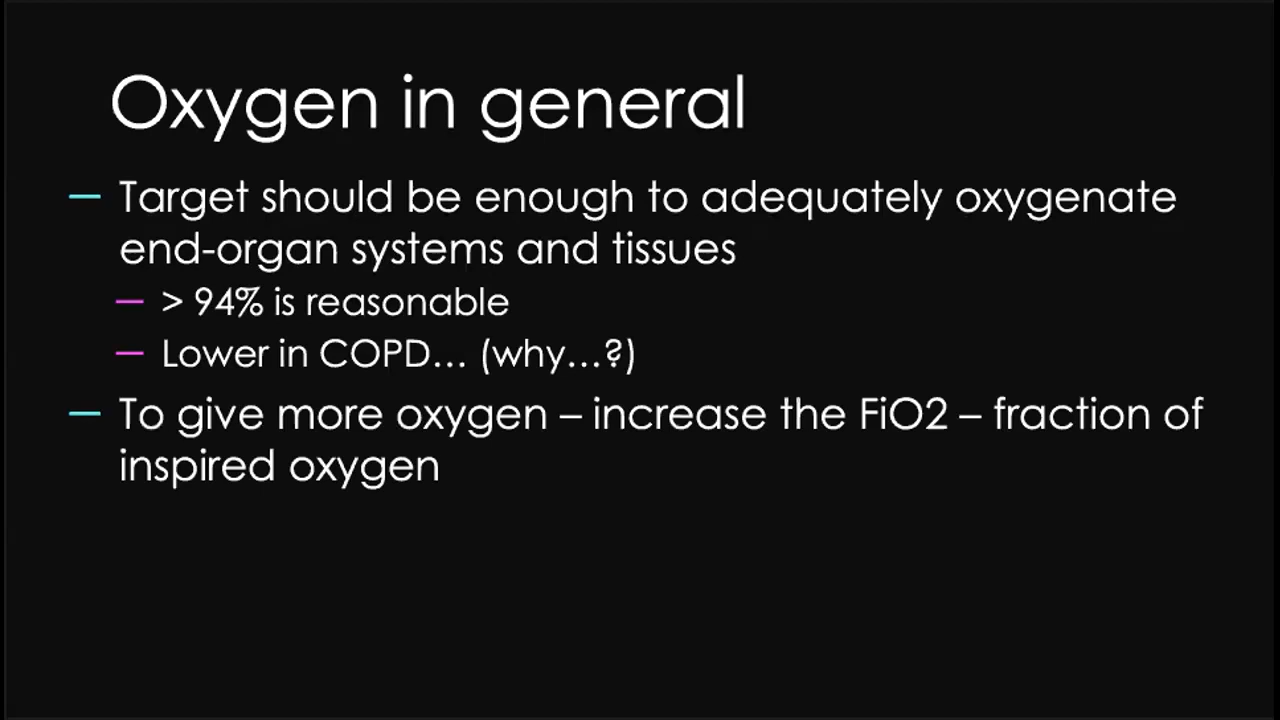 Oxygen in general
— Target should be enough to adequately oxygenate
end-organ systems and tissues
— > 94% is reasonable
— Lower in COPD… (why…?)
— To give more oxygen – increase the FiO2 – fraction of
inspired oxygen